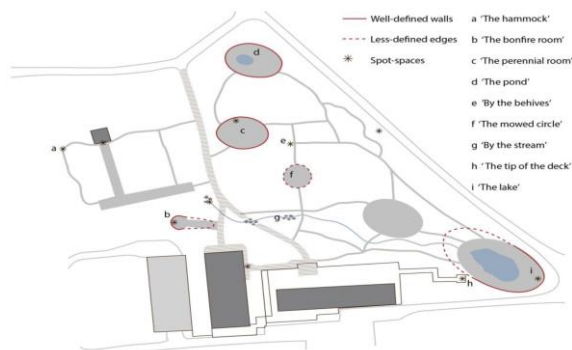 Well-defined walls
Less-defined edges
Spot-spaces
a 'The hammock'
b 'The bonfire room'
c 'The perennial room'
d 'The pond'
e 'By the behives'
f 'The mowed circle'
g 'By the stream'
h 'The tip of the deck'
i 'The lake'
d
c
a
e
f
b
g
h
i